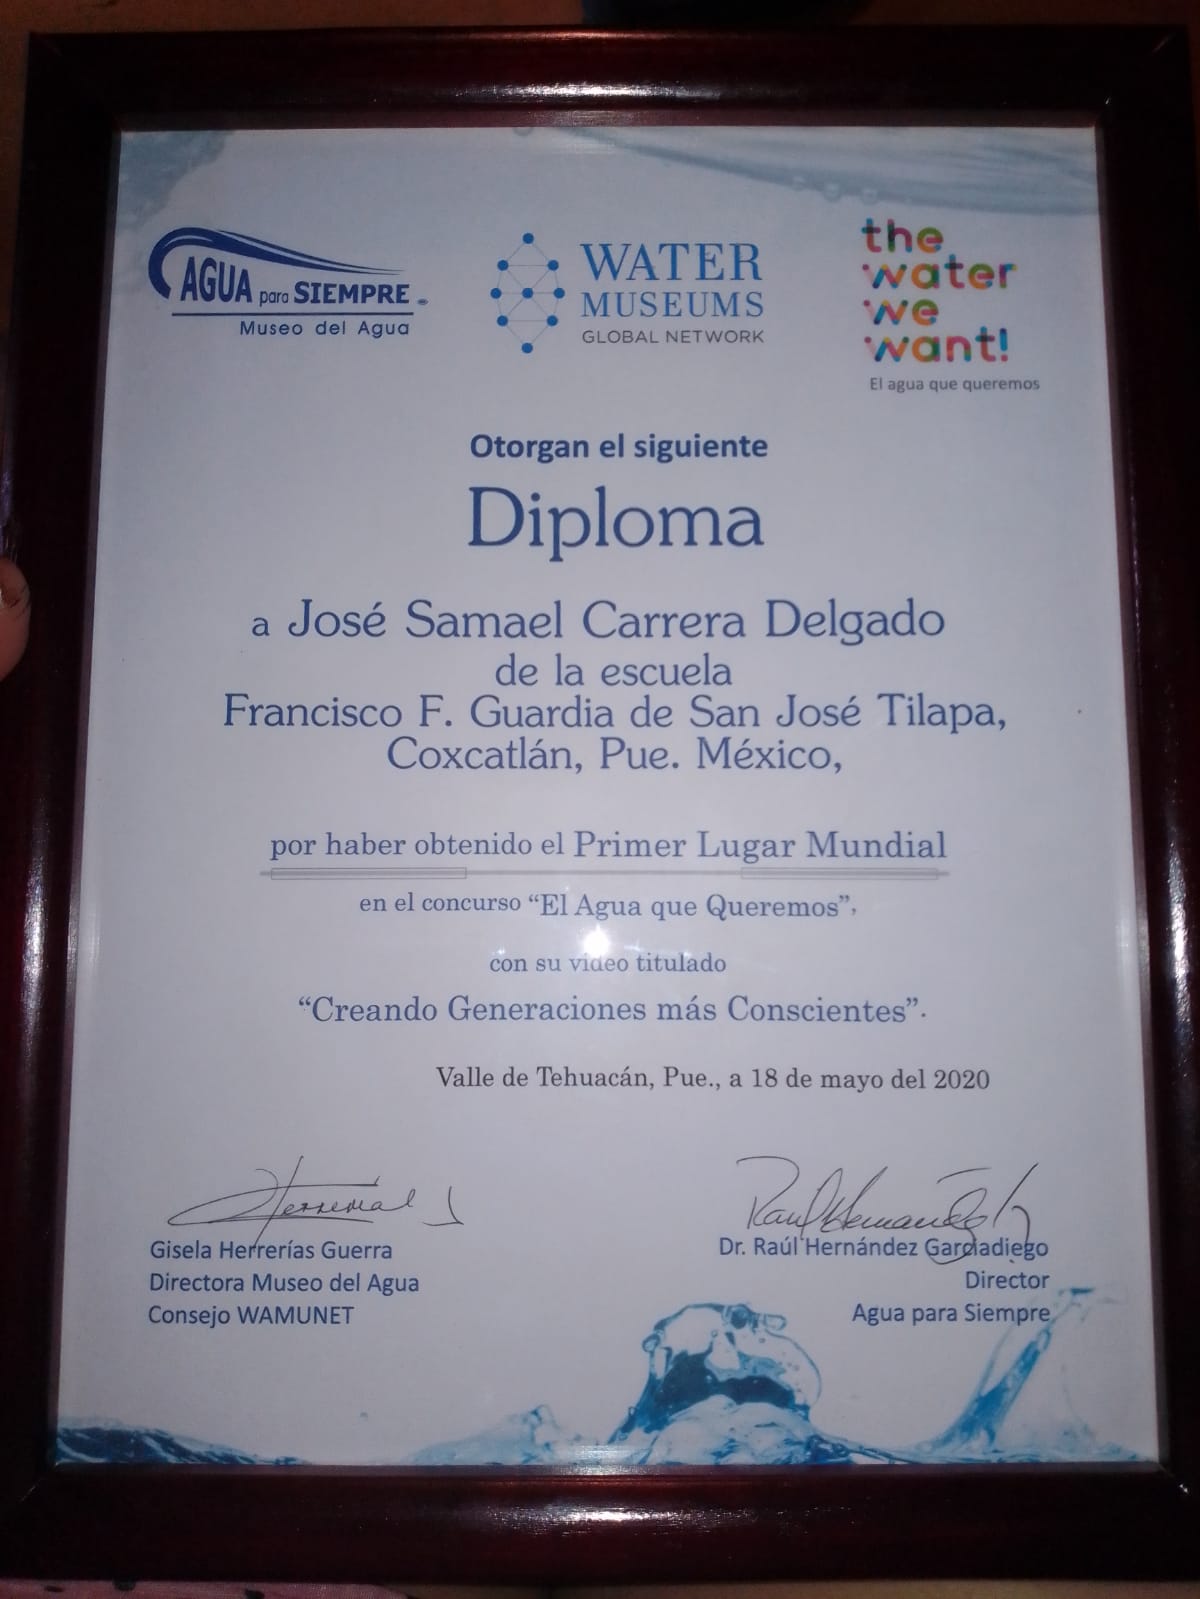 AGUA para SIEMPRE
Museo del Agua
WATER
MUSEUMS
GLOBAL NETWORK
the
water
we
want!
El agua que queremos
Otorgan el siguiente
Diploma
a José Samael Carrera Delgado
de la escuela
Francisco F. Guardia de San José Tilapa,
Coxcatlán, Pue. México,
por haber obtenido el Primer Lugar Mundial
en el concurso “El Agua que Queremos”,
con su video titulado
“Creando Generaciones más Conscientes”.
Valle de Tehuacán, Pue., a 18 de mayo del 2020
Gisela Herrerías Guerra
Directora Museo del Agua
Consejo WAMUNET
Raúl Hernández G
Dr. Raúl Hernández Garciadiego
Director
Agua para Siempre